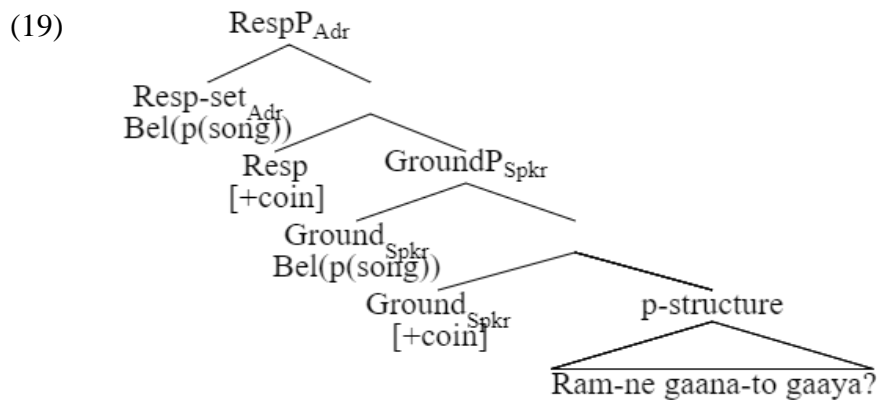 (19)
RespP_Adr
Resp-set_Adr
Bel(p(song))
Resp
[+coin]
GroundP_Spkr
Ground_Spkr
Bel(p(song))
Ground_Spkr
[+coin]
p-structure
Ram-ne gaana-to gaaya?